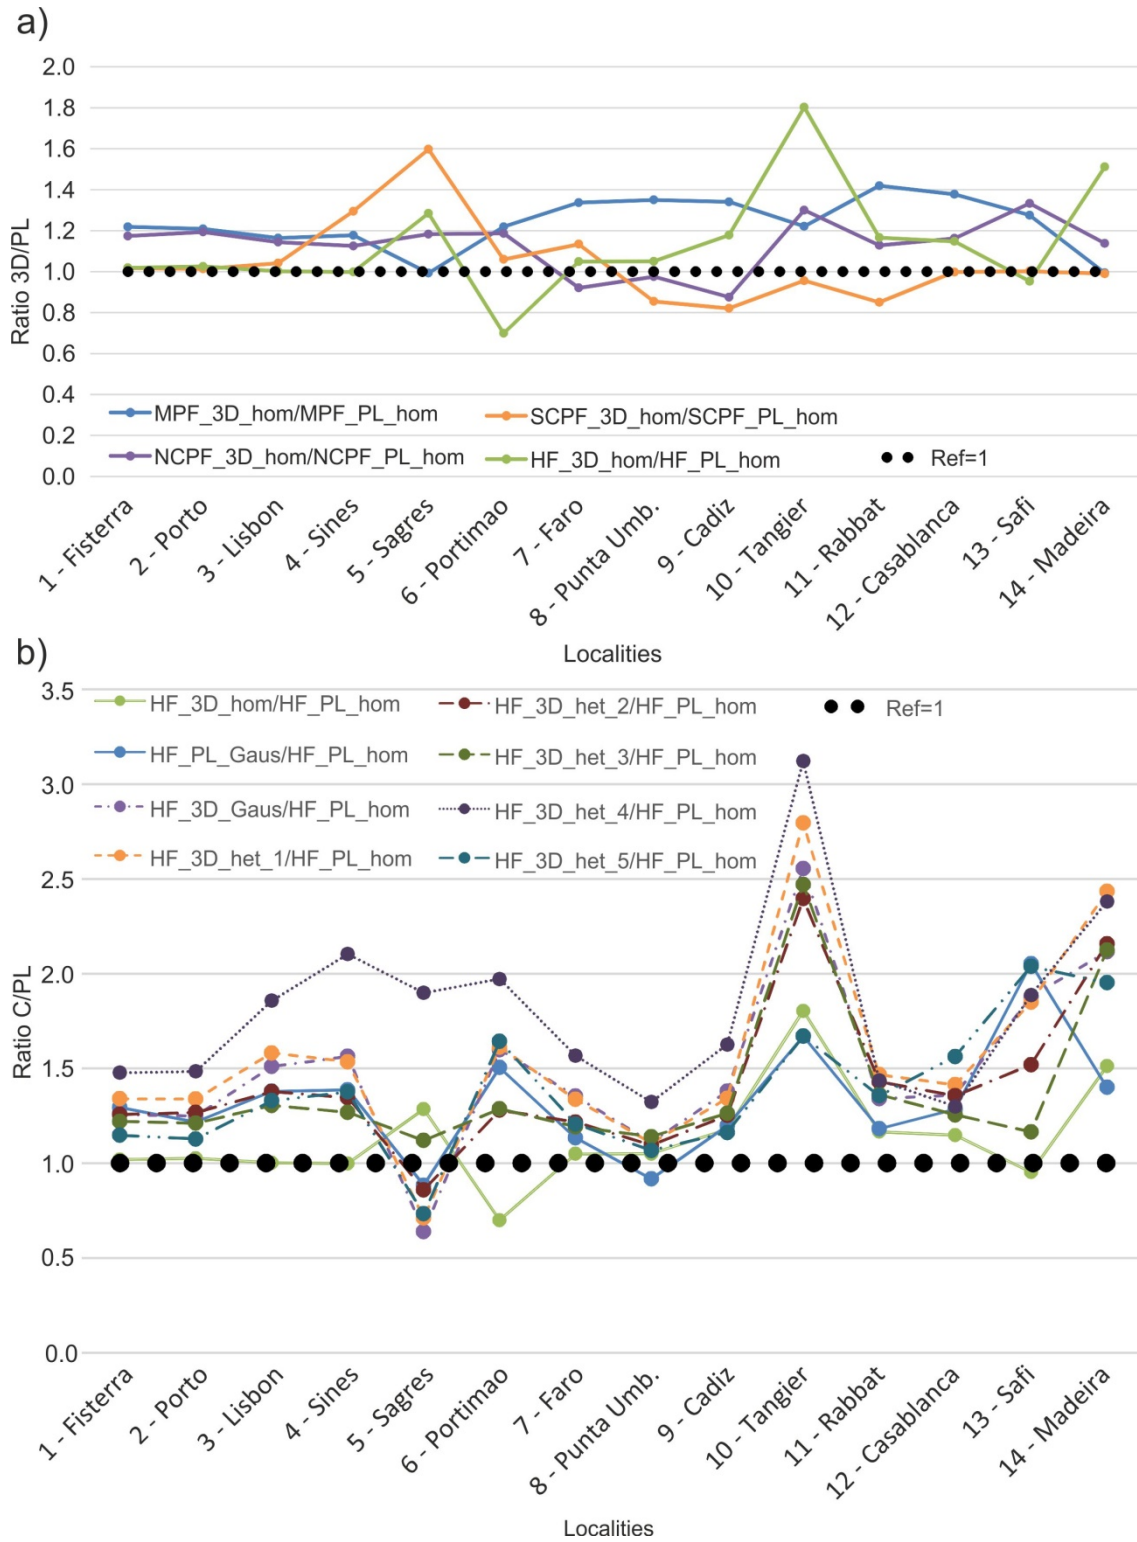 a)
2.0
1.8
1.6
1.4
1.2
1.0
0.8
0.6
0.4
0.2
0.0
Ratio 3D/PL
MPF_3D_hom/MPF_PL_hom
SCPF_3D_hom/SCPF_PL_hom
NCPF_3D_hom/NCPF_PL_hom
HF_3D_hom/HF_PL_hom
Ref=1
1 - Fisterra
2 - Porto
3 - Lisbon
4 - Sines
5 - Sagres
6 - Portimao
7 - Faro
8 - Punta Umb.
9 - Cadiz
10 - Tangier
11 - Rabbat
12 - Casablanca
13 - Safi
14 - Madeira
Localities
b)
3.5
3.0
2.5
2.0
1.5
1.0
0.5
0.0
Ratio C/PL
HF_3D_hom/HF_PL_hom
HF_3D_het_2/HF_PL_hom
Ref=1
HF_PL_Gaus/HF_PL_hom
HF_3D_het_3/HF_PL_hom
HF_3D_Gaus/HF_PL_hom
HF_3D_het_4/HF_PL_hom
HF_3D_het_1/HF_PL_hom
HF_3D_het_5/HF_PL_hom
1 - Fisterra
2 - Porto
3 - Lisbon
4 - Sines
5 - Sagres
6 - Portimao
7 - Faro
8 - Punta Umb.
9 - Cadiz
10 - Tangier
11 - Rabbat
12 - Casablanca
13 - Safi
14 - Madeira
Localities